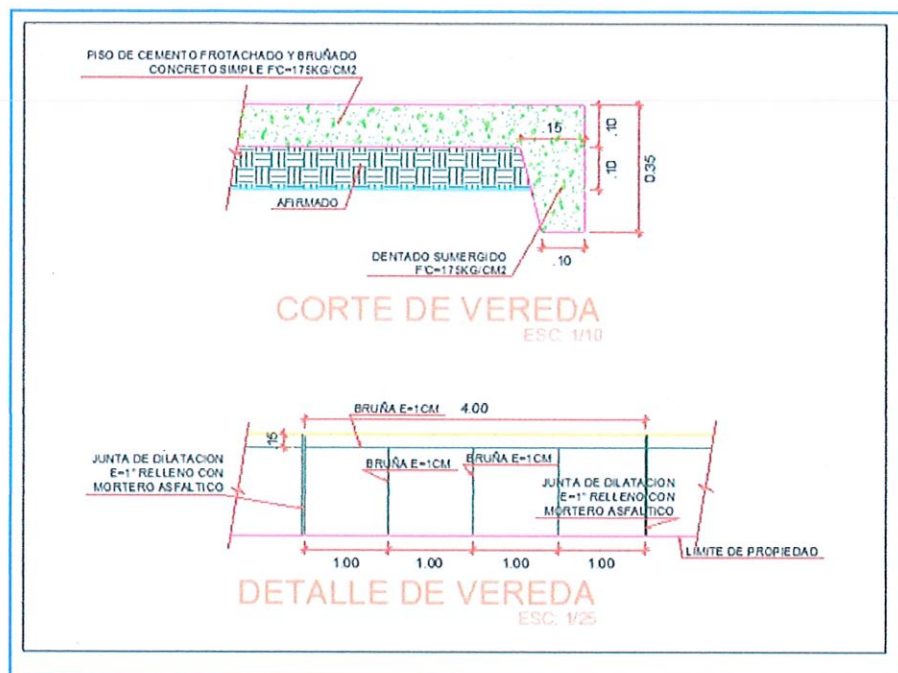 PISO DE CEMENTO FROTACHADO Y BRUÑADO
CONCRETO SIMPLE F'C=175KG/CM2
.15
.10
.10
0.35
AFIRMADO
DENTADO SUMERGIDO
F'C=175KG/CM2
.10
CORTE DE VEREDA
ESC: 1/10
BRUÑA E=1CM
4.00
.15
JUNTA DE DILATACION
E=1" RELLENO CON
MORTERO ASFALTICO
BRUÑA E=1CM
BRUÑA E=1CM
JUNTA DE DILATACION
E=1" RELLENO CON
MORTERO ASFALTICO
LIMITE DE PROPIEDAD
1.00
1.00
1.00
1.00
DETALLE DE VEREDA
ESC: 1/25